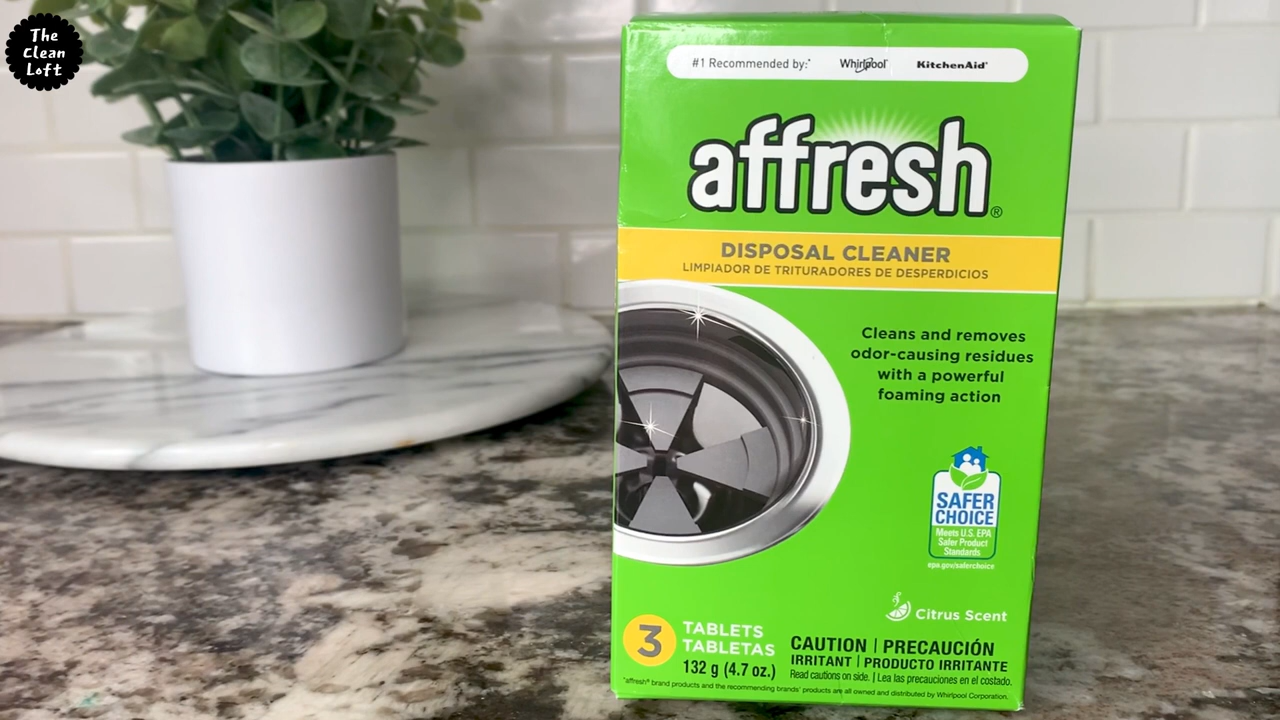 The
Clean
Loft
#1 Recommended by:* Whirlpool® KitchenAid®
affresh®
DISPOSAL CLEANER
LIMPIADOR DE TRITURADORES DE DESPERDICIOS
Cleans and removes
odor-causing residues
with a powerful
foaming action
SAFER
CHOICE
Meets U.S. EPA
Safer Product
Standards
epa.gov/saferchoice
Citrus Scent
3 TABLETS
TABLETAS
132 g (4.7 oz.)
CAUTION | PRECAUCIÓN
IRRITANT | PRODUCTO IRRITANTE
Read cautions on side. | Lea las precauciones en el costado.
*affresh® brand products and the recommending brands' products are all owned and distributed by Whirlpool Corporation.